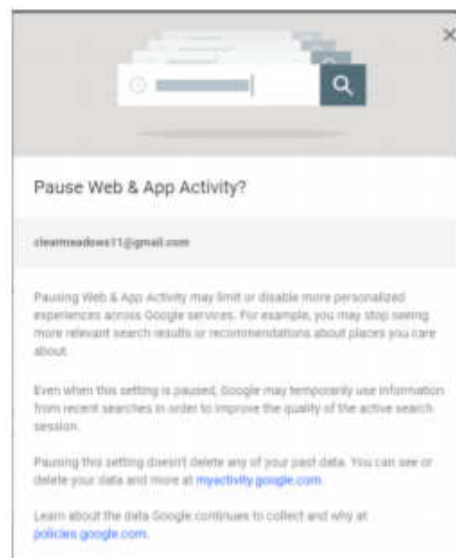 Pause Web & App Activity?
clearmeadows11@gmail.com
Pausing Web & App Activity may limit or disable more personalized
experiences across Google services. For example, you may stop seeing
more relevant search results or recommendations about places you care
about.
Even when this setting is paused, Google may temporarily use information
from recent searches in order to improve the quality of the active search
session.
Pausing this setting doesn't delete any of your past data. You can see or
delete your data and more at myactivity.google.com.
Learn about the data Google continues to collect and why at
policies.google.com.